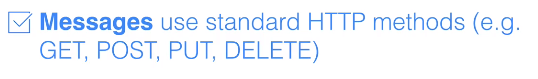 Messages use standard HTTP methods (e.g.
GET, POST, PUT, DELETE)